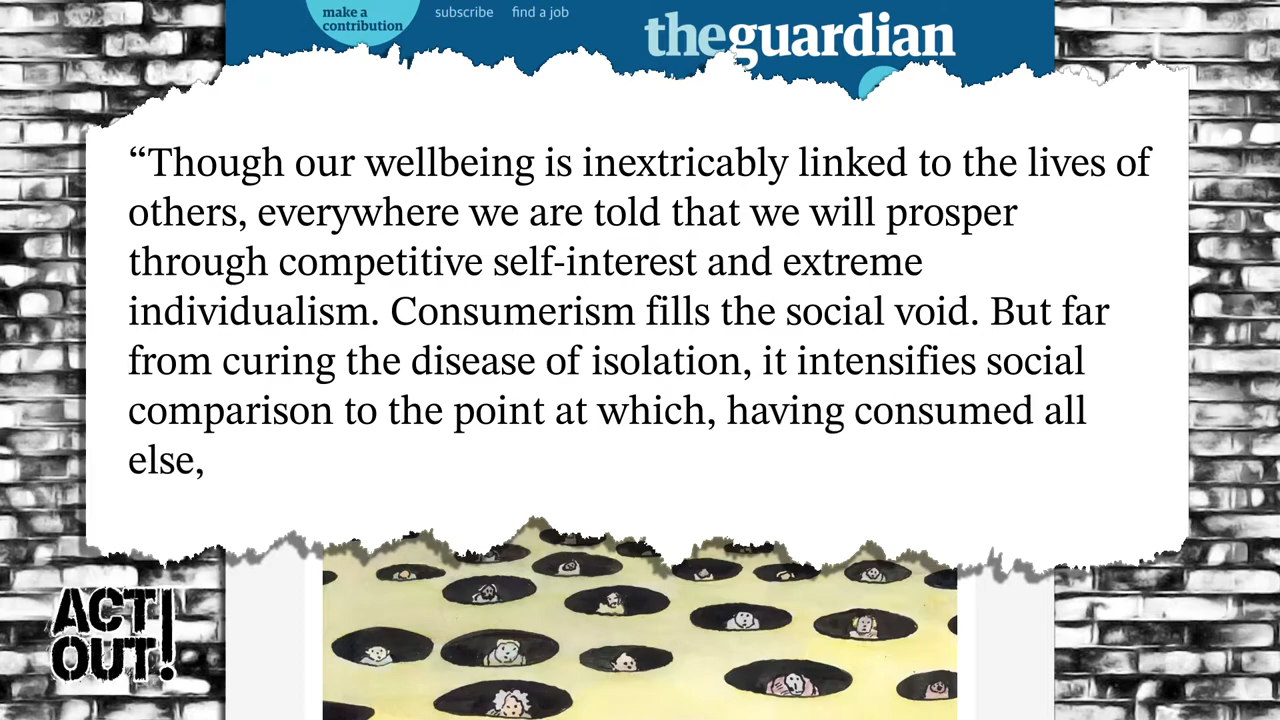 make a
contribution
subscribe
find a job
theguardian
“Though our wellbeing is inextricably linked to the lives of
others, everywhere we are told that we will prosper
through competitive self-interest and extreme
individualism. Consumerism fills the social void. But far
from curing the disease of isolation, it intensifies social
comparison to the point at which, having consumed all
else,
ACT
OUT!